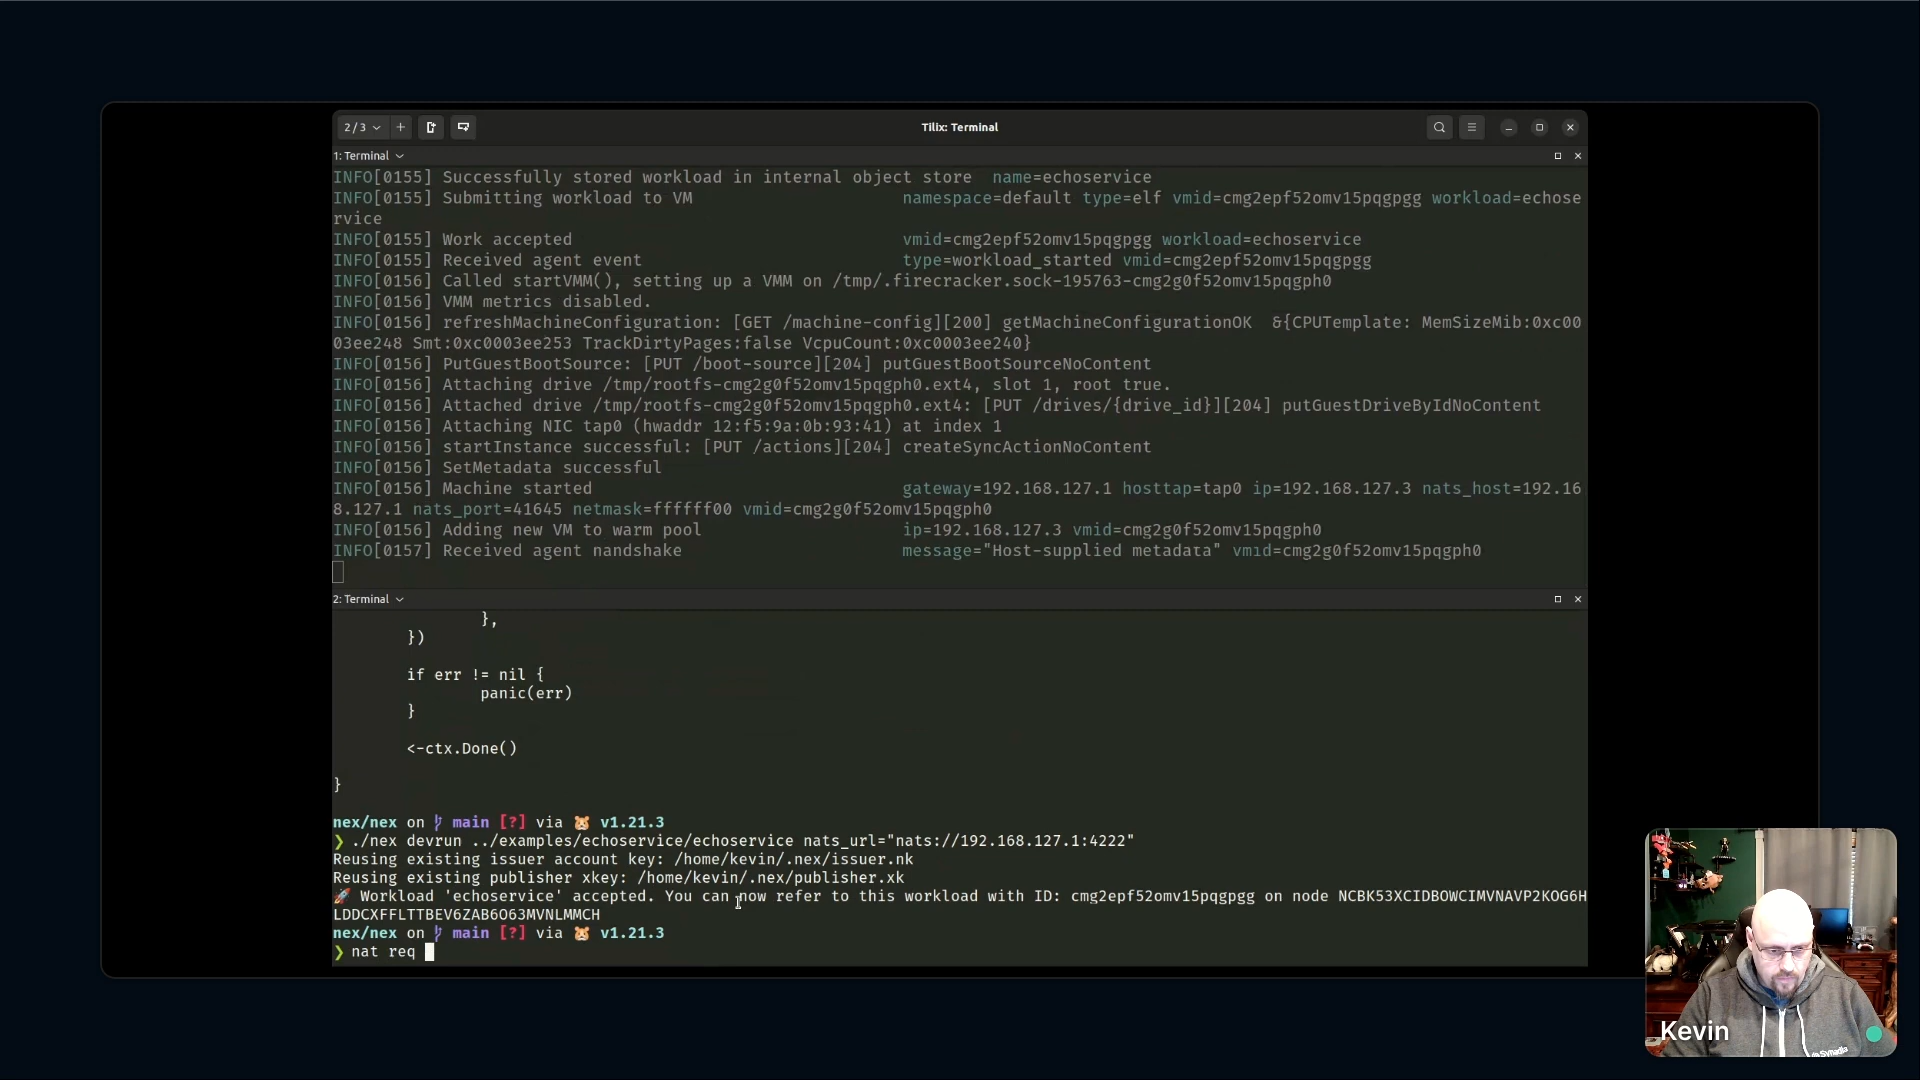 2/3
Tilix: Terminal
1: Terminal
INFO[0155] Successfully stored workload in internal object store name=echoservice
INFO[0155] Submitting workload to VM namespace=default type=elf vmid=cmg2epf52omv15pqgpgg workload=echose
rvice
INFO[0155] Work accepted vmid=cmg2epf52omv15pqgpgg workload=echoservice
INFO[0155] Received agent event type=workload_started vmid=cmg2epf52omv15pqgpgg
INFO[0156] Called startVMM(), setting up a VMM on /tmp/.firecracker.sock-195763-cmg2g0f52omv15pqgph0
INFO[0156] VMM metrics disabled.
INFO[0156] refreshMachineConfiguration: [GET /machine-config][200] getMachineConfigurationOK &{CPUTemplate: MemSizeMib:0xc00
03ee248 Smt:0xc0003ee253 TrackDirtyPages:false VcpuCount:0xc0003ee240}
INFO[0156] PutGuestBootSource: [PUT /boot-source][204] putGuestBootSourceNoContent
INFO[0156] Attaching drive /tmp/rootfs-cmg2g0f52omv15pqgph0.ext4, slot 1, root true.
INFO[0156] Attached drive /tmp/rootfs-cmg2g0f52omv15pqgph0.ext4: [PUT /drives/{drive_id}][204] putGuestDriveByIdNoContent
INFO[0156] Attaching NIC tap0 (hwaddr 12:f5:9a:0b:93:41) at index 1
INFO[0156] startInstance successful: [PUT /actions][204] createSyncActionNoContent
INFO[0156] SetMetadata successful
INFO[0156] Machine started gateway=192.168.127.1 hosttap=tap0 ip=192.168.127.3 nats_host=192.16
8.127.1 nats_port=41645 netmask=ffffff00 vmid=cmg2g0f52omv15pqgph0
INFO[0156] Adding new VM to warm pool ip=192.168.127.3 vmid=cmg2g0f52omv15pqgph0
INFO[0157] Received agent handshake message="Host-supplied metadata" vmid=cmg2g0f52omv15pqgph0
2: Terminal
},
})
if err != nil {
panic(err)
}
<-ctx.Done()
}
nex/nex on main [?] via 🐹 v1.21.3
❯ ./nex devrun ../examples/echoservice/echoservice nats_url="nats://192.168.127.1:4222"
Reusing existing issuer account key: /home/kevin/.nex/issuer.nk
Reusing existing publisher xkey: /home/kevin/.nex/publisher.xk
🚀 Workload 'echoservice' accepted. You can now refer to this workload with ID: cmg2epf52omv15pqgpgg on node NCBK53XCIDBOWCIMVNAVP2KOG6H
LDDCXFFLTTBEV6ZAB6O63MVNLMMCH
nex/nex on main [?] via 🐹 v1.21.3
❯ nat req
Synadia
Kevin